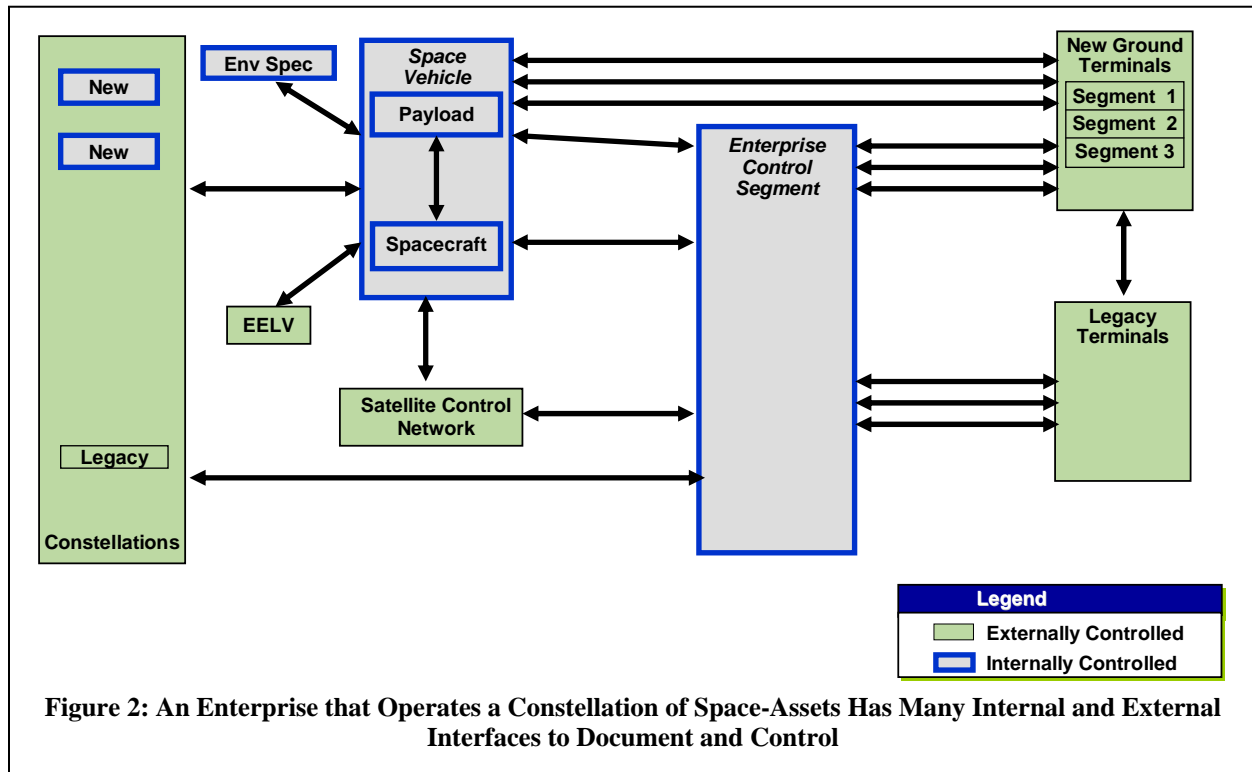 New
New
Legacy
Constellations
Env Spec
EELV
Space
Vehicle
Payload
Spacecraft
Satellite Control
Network
Enterprise
Control
Segment
New Ground
Terminals
Segment 1
Segment 2
Segment 3
Legacy
Terminals
Legend
Externally Controlled
Internally Controlled
Figure 2: An Enterprise that Operates a Constellation of Space-Assets Has Many Internal and External
Interfaces to Document and Control